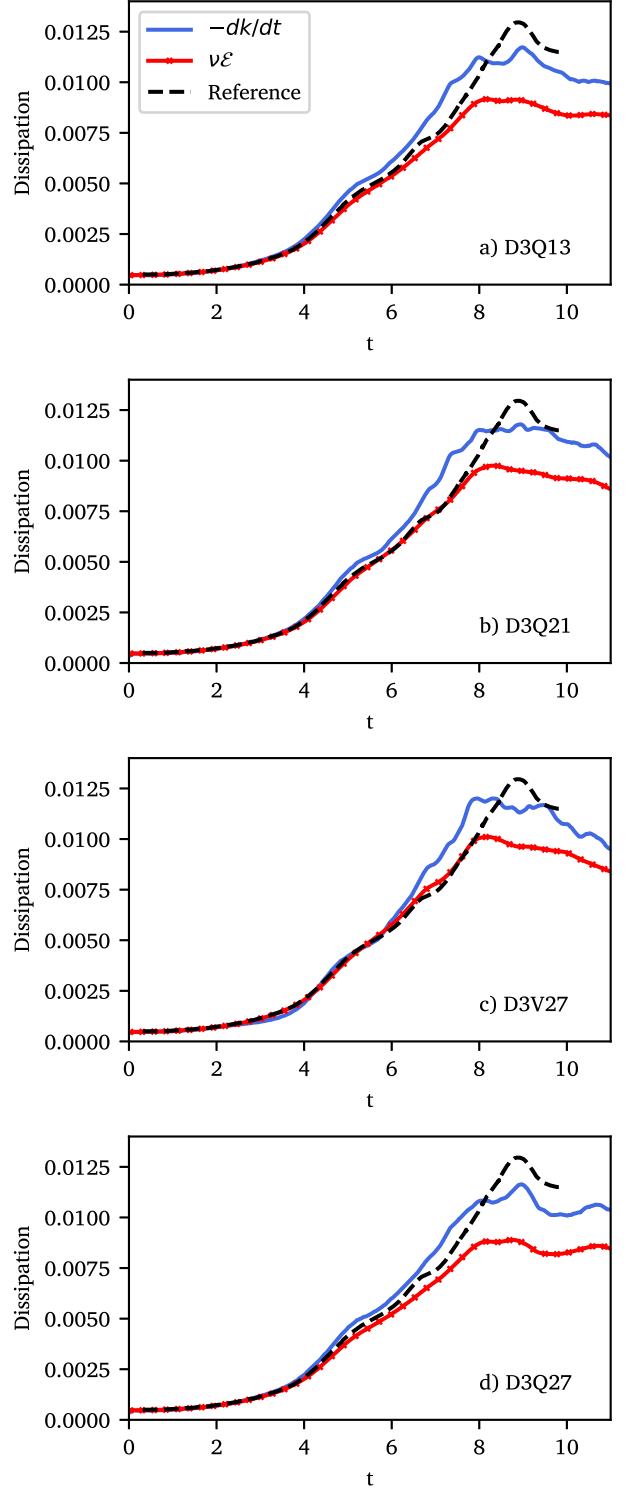 −dk/dt
νℰ
Reference
Dissipation
0.0125
0.0100
0.0075
0.0050
0.0025
0.0000
a) D3Q13
0 2 4 6 8 10
t
Dissipation
0.0125
0.0100
0.0075
0.0050
0.0025
0.0000
b) D3Q21
0 2 4 6 8 10
t
Dissipation
0.0125
0.0100
0.0075
0.0050
0.0025
0.0000
c) D3V27
0 2 4 6 8 10
t
Dissipation
0.0125
0.0100
0.0075
0.0050
0.0025
0.0000
d) D3Q27
0 2 4 6 8 10
t